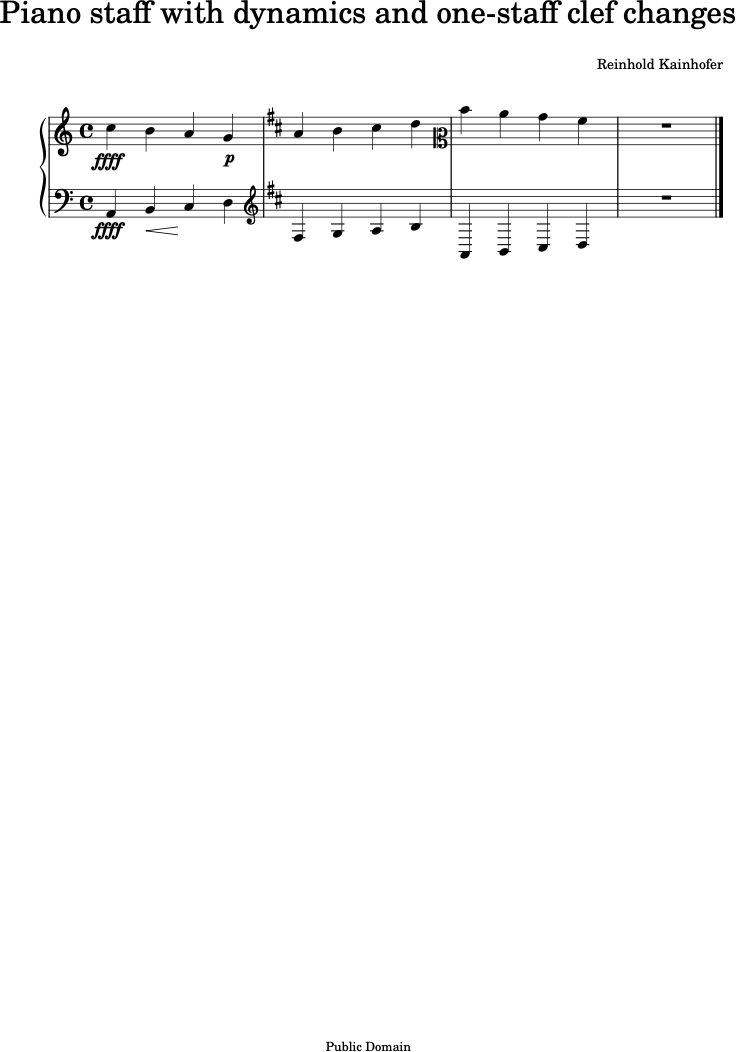 Piano staff with dynamics and one-staff clef changes
Reinhold Kainhofer
ffff p
ffff
Public Domain